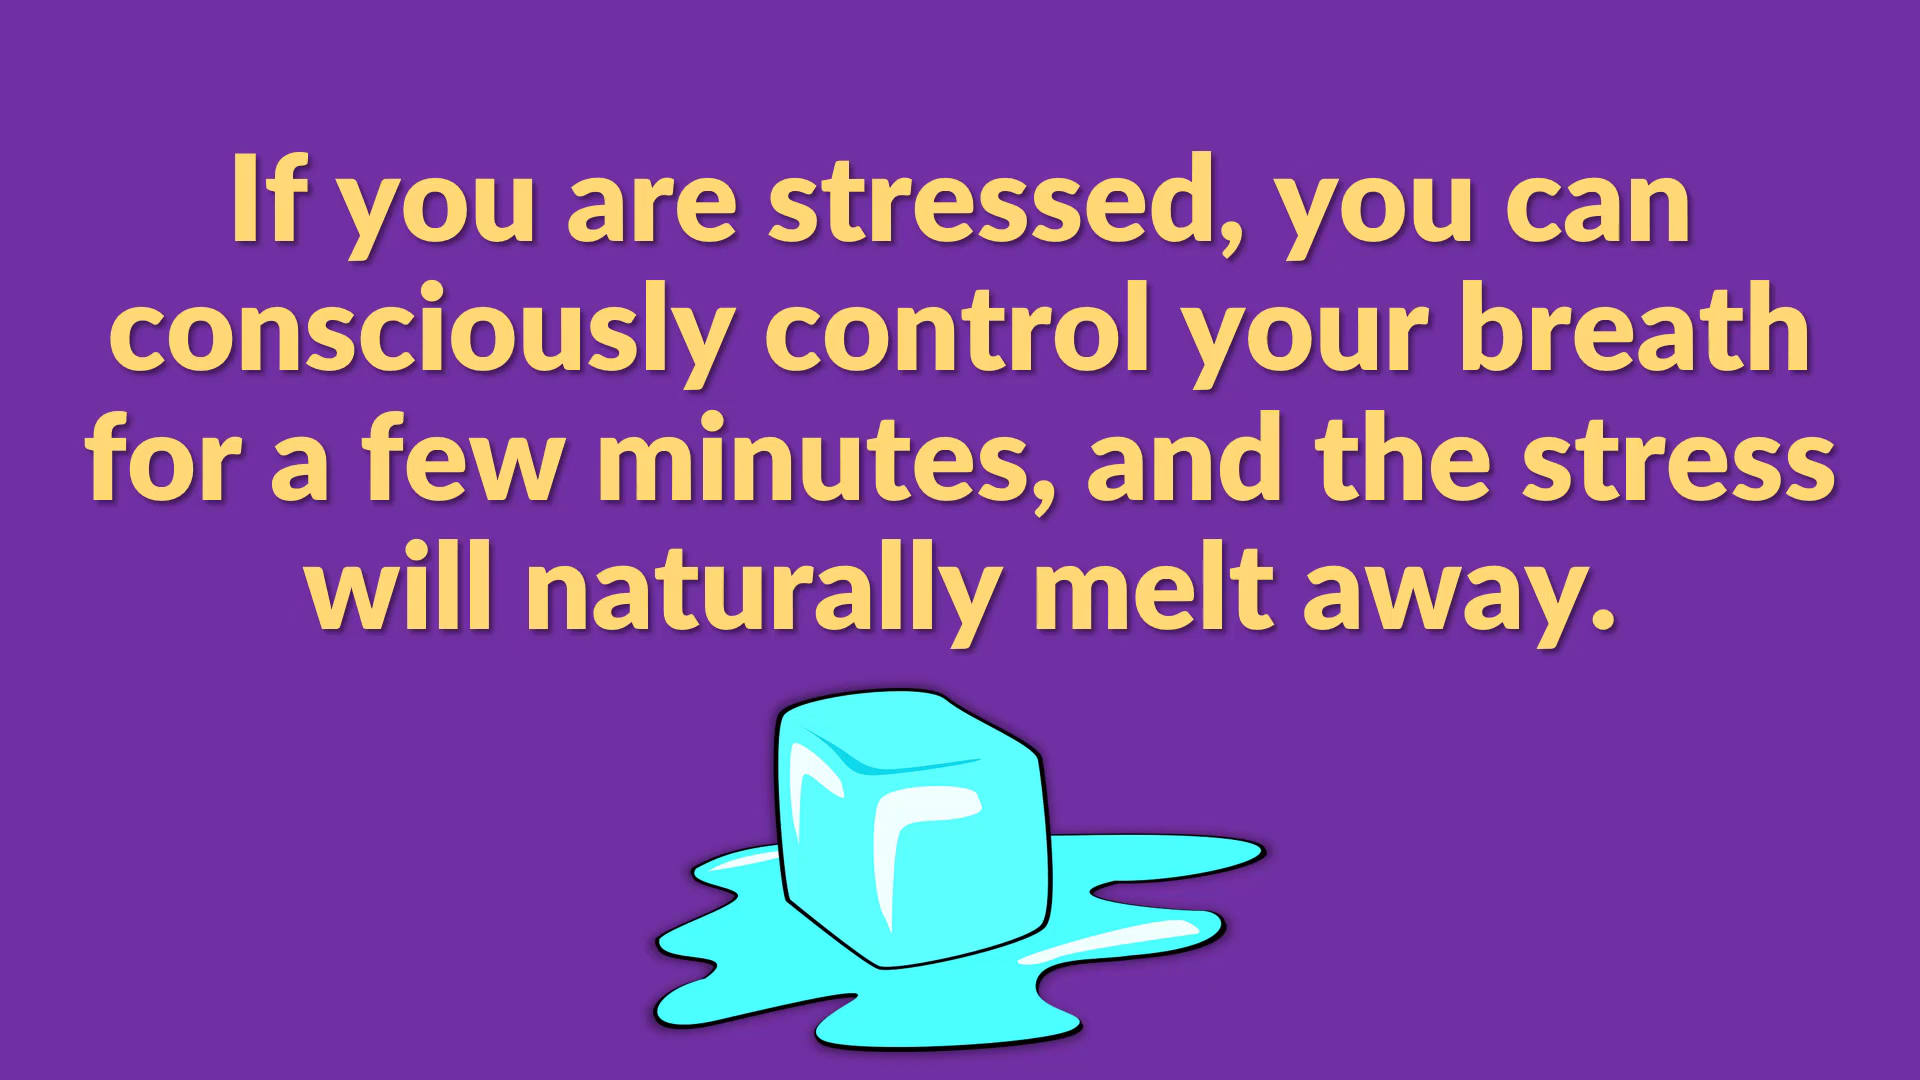 If you are stressed, you can
consciously control your breath
for a few minutes, and the stress
will naturally melt away.